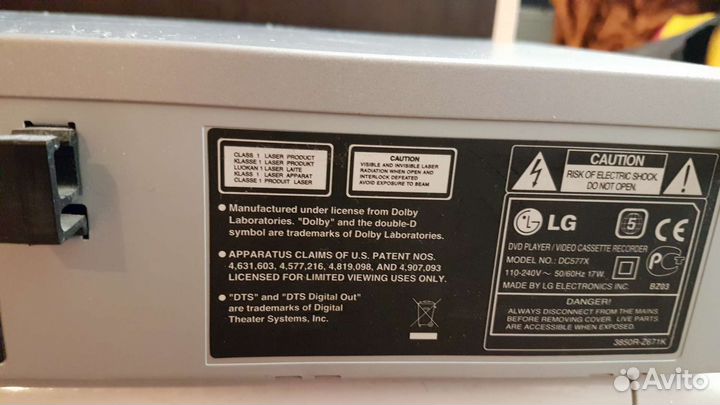 CLASS 1 LASER PRODUCT
KLASSE 1 LASER PRODUKT
LUOKAN 1 LASER LAITE
KLASS 1 LASER APPARAT
CLASSE 1 PRODUIT LASER
CAUTION
VISIBLE AND INVISIBLE LASER
RADIATION WHEN OPEN AND
INTERLOCK DEFEATED
AVOID EXPOSURE TO BEAM
● Manufactured under license from Dolby
Laboratories. "Dolby" and the double-D
symbol are trademarks of Dolby Laboratories.
● APPARATUS CLAIMS OF U.S. PATENT NOS.
4,631,603, 4,577,216, 4,819,098, AND 4,907,093
LICENSED FOR LIMITED VIEWING USES ONLY.
● "DTS" and "DTS Digital Out"
are trademarks of Digital
Theater Systems, Inc.
CAUTION
RISK OF ELECTRIC SHOCK
DO NOT OPEN.
LG
5
CE
DVD PLAYER / VIDEO CASSETTE RECORDER
MODEL NO.: DC577X
110-240V ~ 50/60Hz 17W.
MADE BY LG ELECTRONICS INC.
BZ03
DANGER!
ALWAYS DISCONNECT FROM THE MAINS
BEFORE REMOVING COVER. LIVE PARTS
ARE ACCESSIBLE WHEN EXPOSED.
3850R-Z671K
Avito